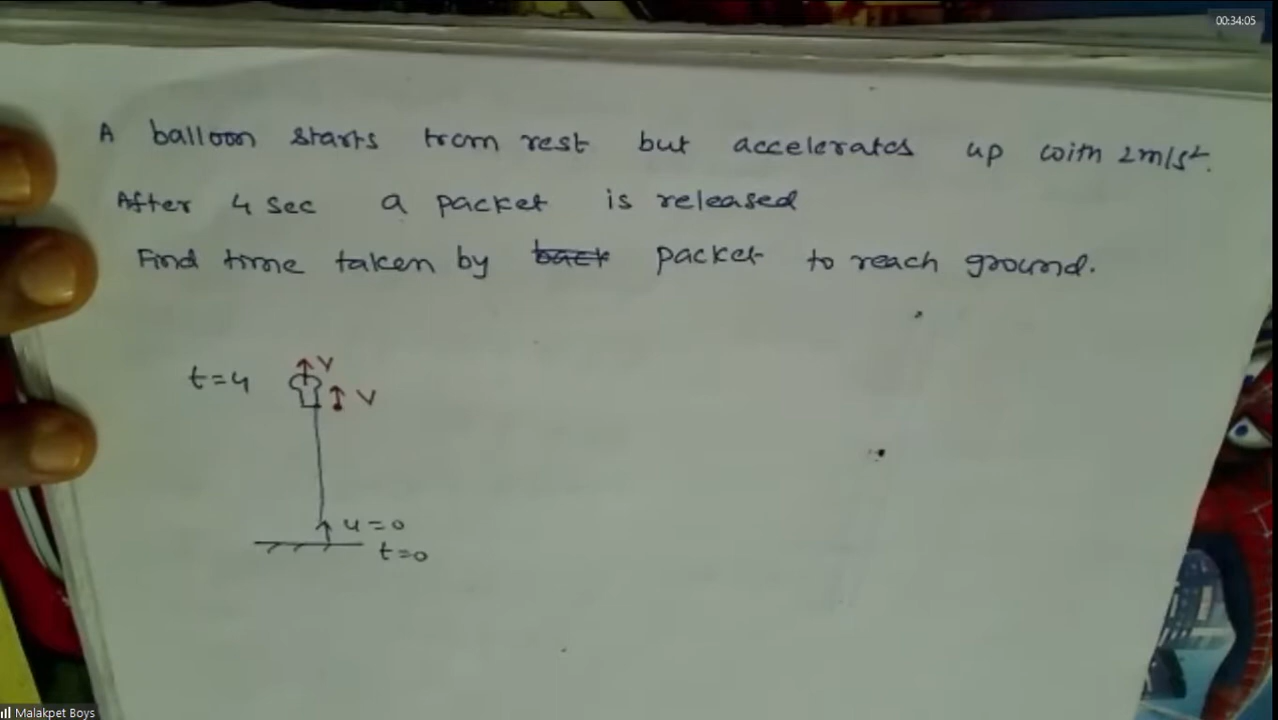 00:34:05
A balloon starts from rest but accelerates up with 2m/s².
After 4 sec a packet is released
Find time taken by back packet to reach ground.
t=4
V
V
u=0
t=0
Malakpet Boys